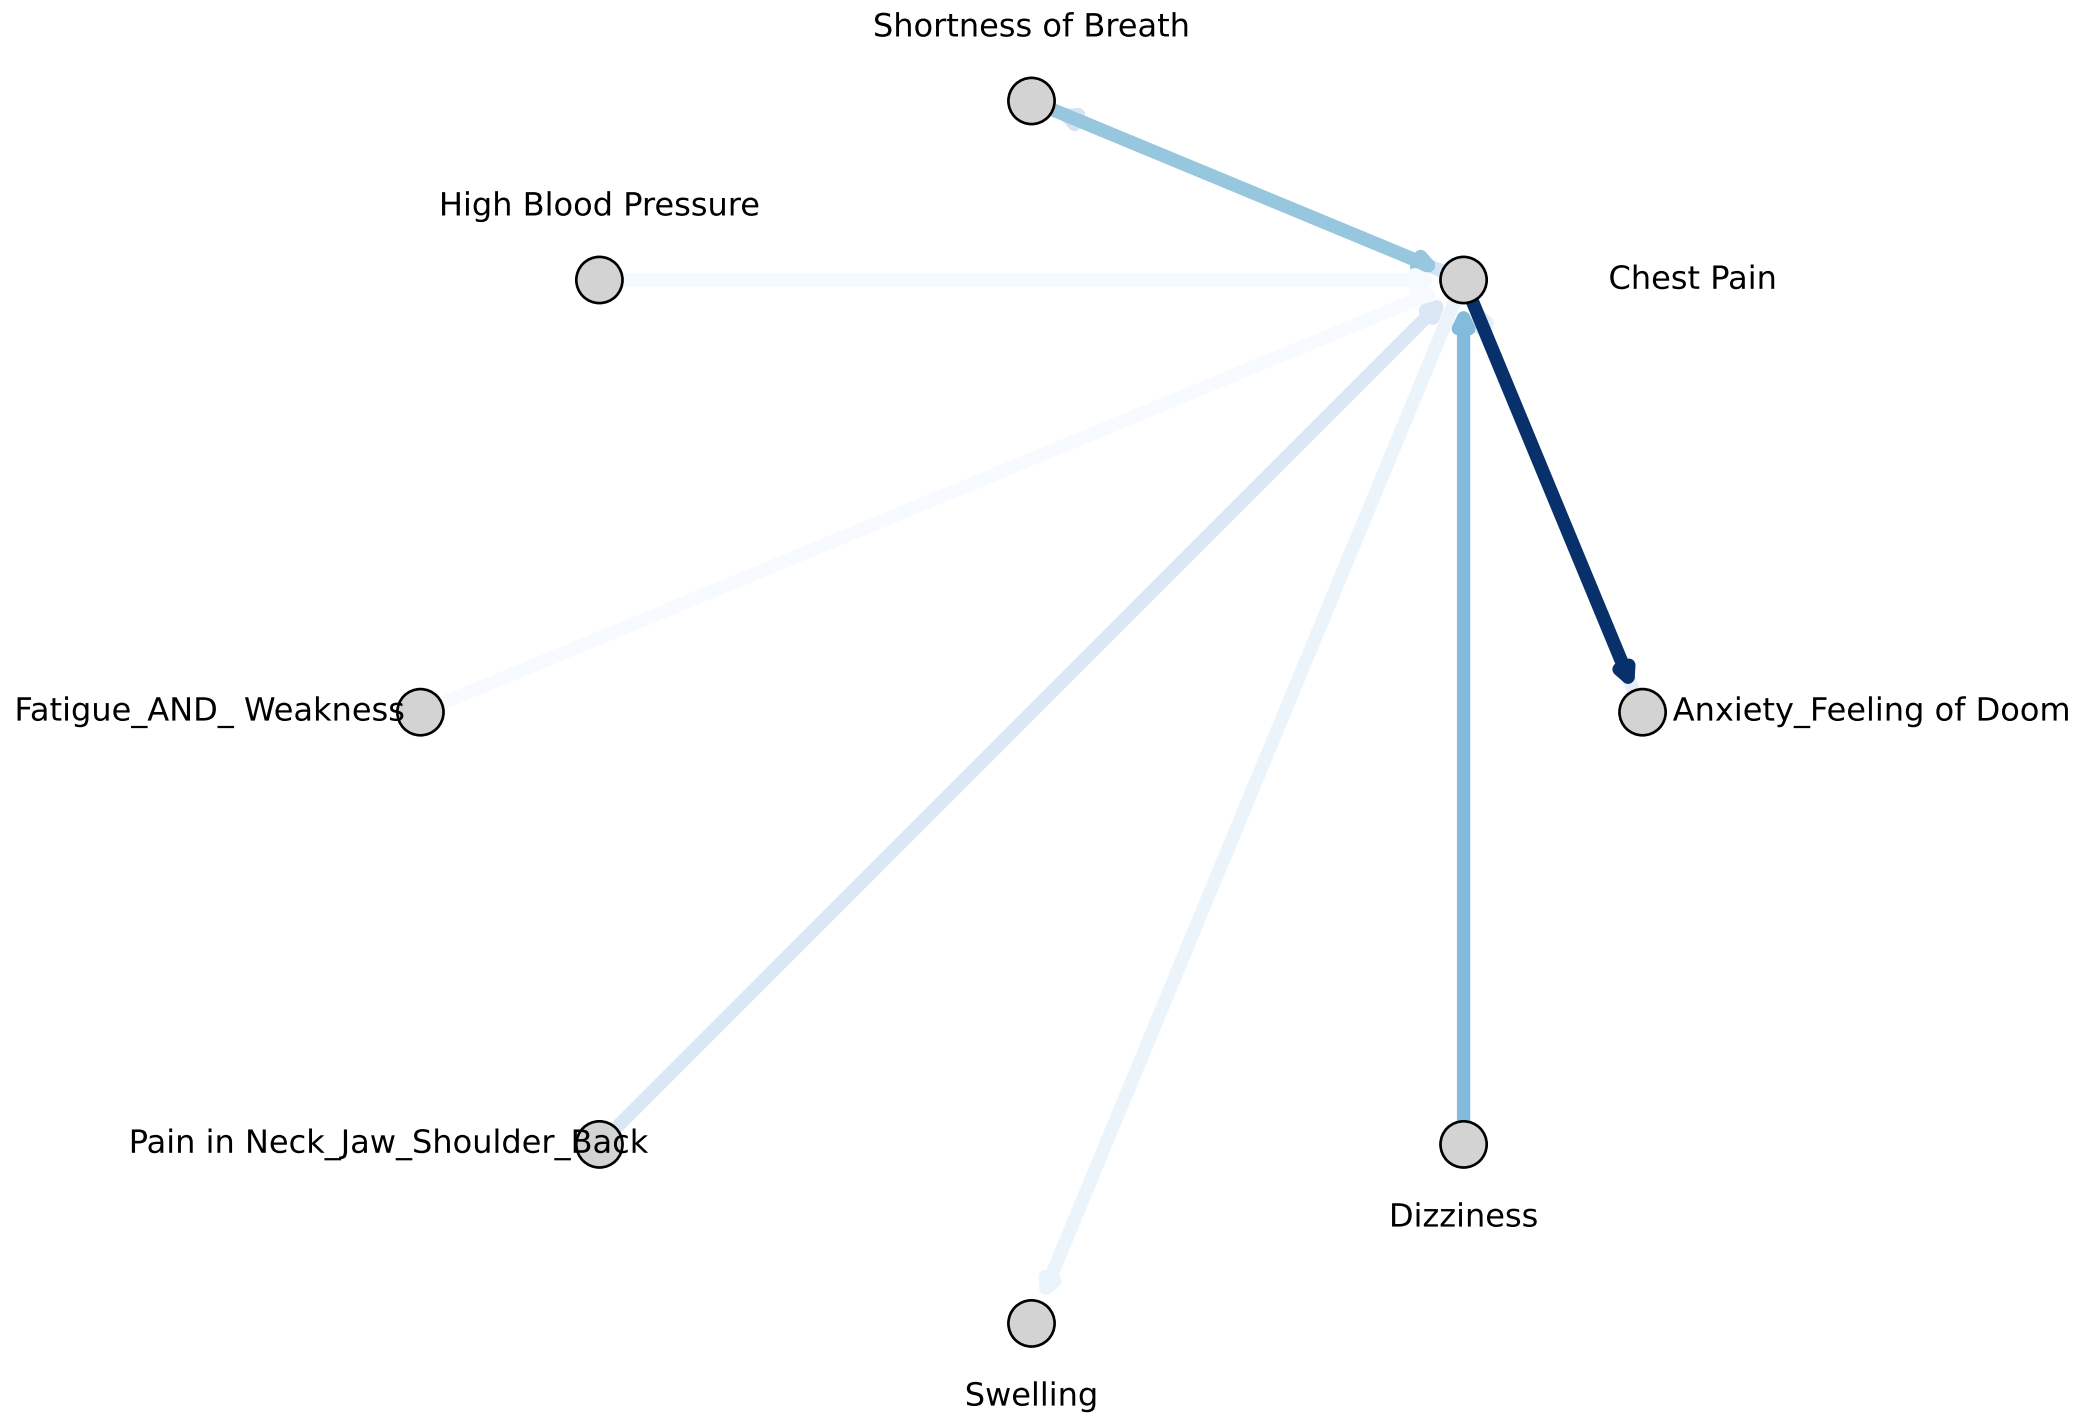 Shortness of Breath
High Blood Pressure
Chest Pain
Fatigue_AND_ Weakness
Anxiety_Feeling of Doom
Pain in Neck_Jaw_Shoulder_Back
Dizziness
Swelling